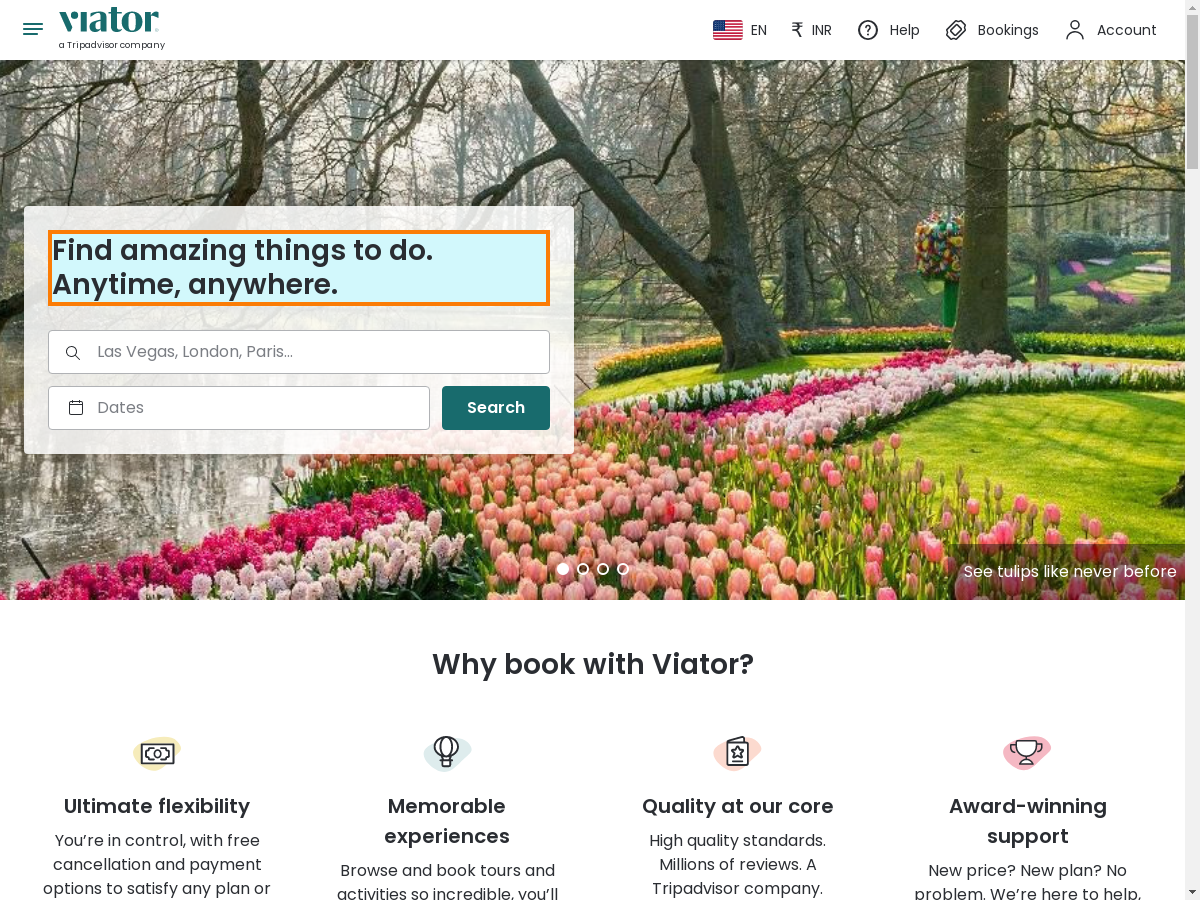 viator
a Tripadvisor company
EN
₹ INR
Help
Bookings
Account
Find amazing things to do.
Anytime, anywhere.
Las Vegas, London, Paris...
Dates
Search
See tulips like never before
Why book with Viator?
Ultimate flexibility
You’re in control, with free
cancellation and payment
options to satisfy any plan or
Memorable
experiences
Browse and book tours and
activities so incredible, you’ll
Quality at our core
High quality standards.
Millions of reviews. A
Tripadvisor company.
Award-winning
support
New price? New plan? No
problem. We’re here to help,